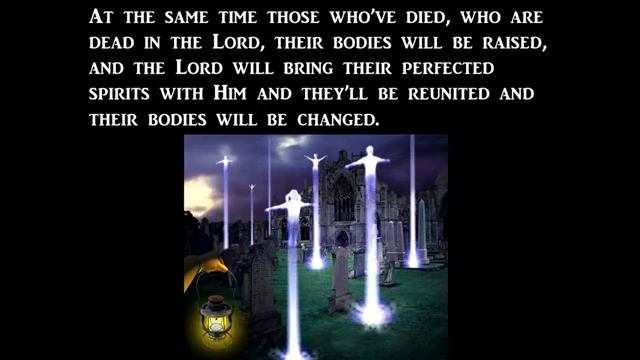 At the same time those who've died, who are
dead in the Lord, their bodies will be raised,
and the Lord will bring their perfected
spirits with Him and they'll be reunited and
their bodies will be changed.